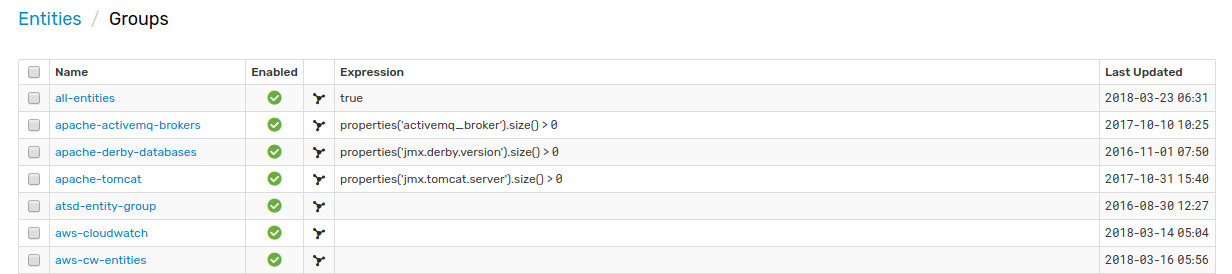 Entities / Groups
Name Enabled Expression Last Updated
all-entities true 2018-03-23 06:31
apache-activemq-brokers properties('activemq_broker').size() > 0 2017-10-10 10:25
apache-derby-databases properties('jmx.derby.version').size() > 0 2016-11-01 07:50
apache-tomcat properties('jmx.tomcat.server').size() > 0 2017-10-31 15:40
atsd-entity-group 2016-08-30 12:27
aws-cloudwatch 2018-03-14 05:04
aws-cw-entities 2018-03-16 05:56